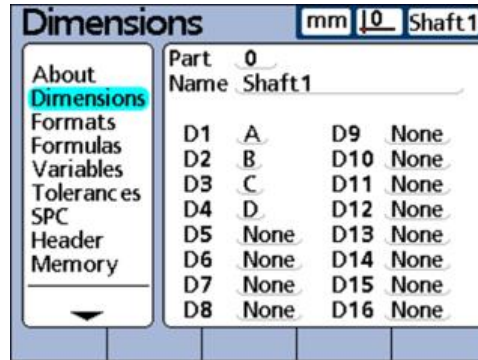 Dimensions mm 0 Shaft1
About
Dimensions
Formats
Formulas
Variables
Tolerances
SPC
Header
Memory
Part 0
Name Shaft1
D1 A D9 None
D2 B D10 None
D3 C D11 None
D4 D D12 None
D5 None D13 None
D6 None D14 None
D7 None D15 None
D8 None D16 None